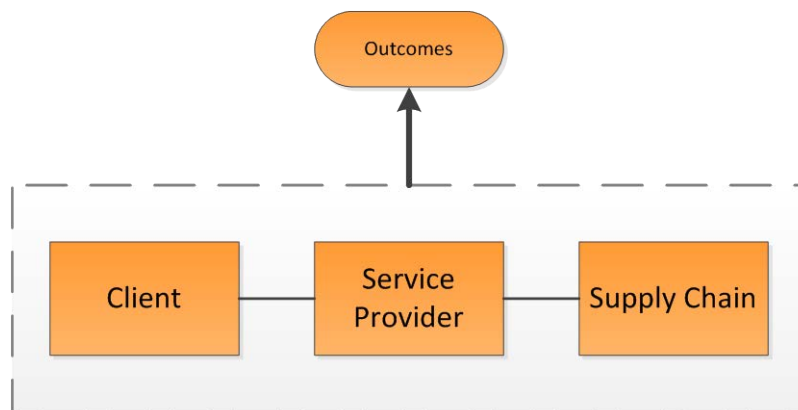 Outcomes
Client
Service
Provider
Supply Chain